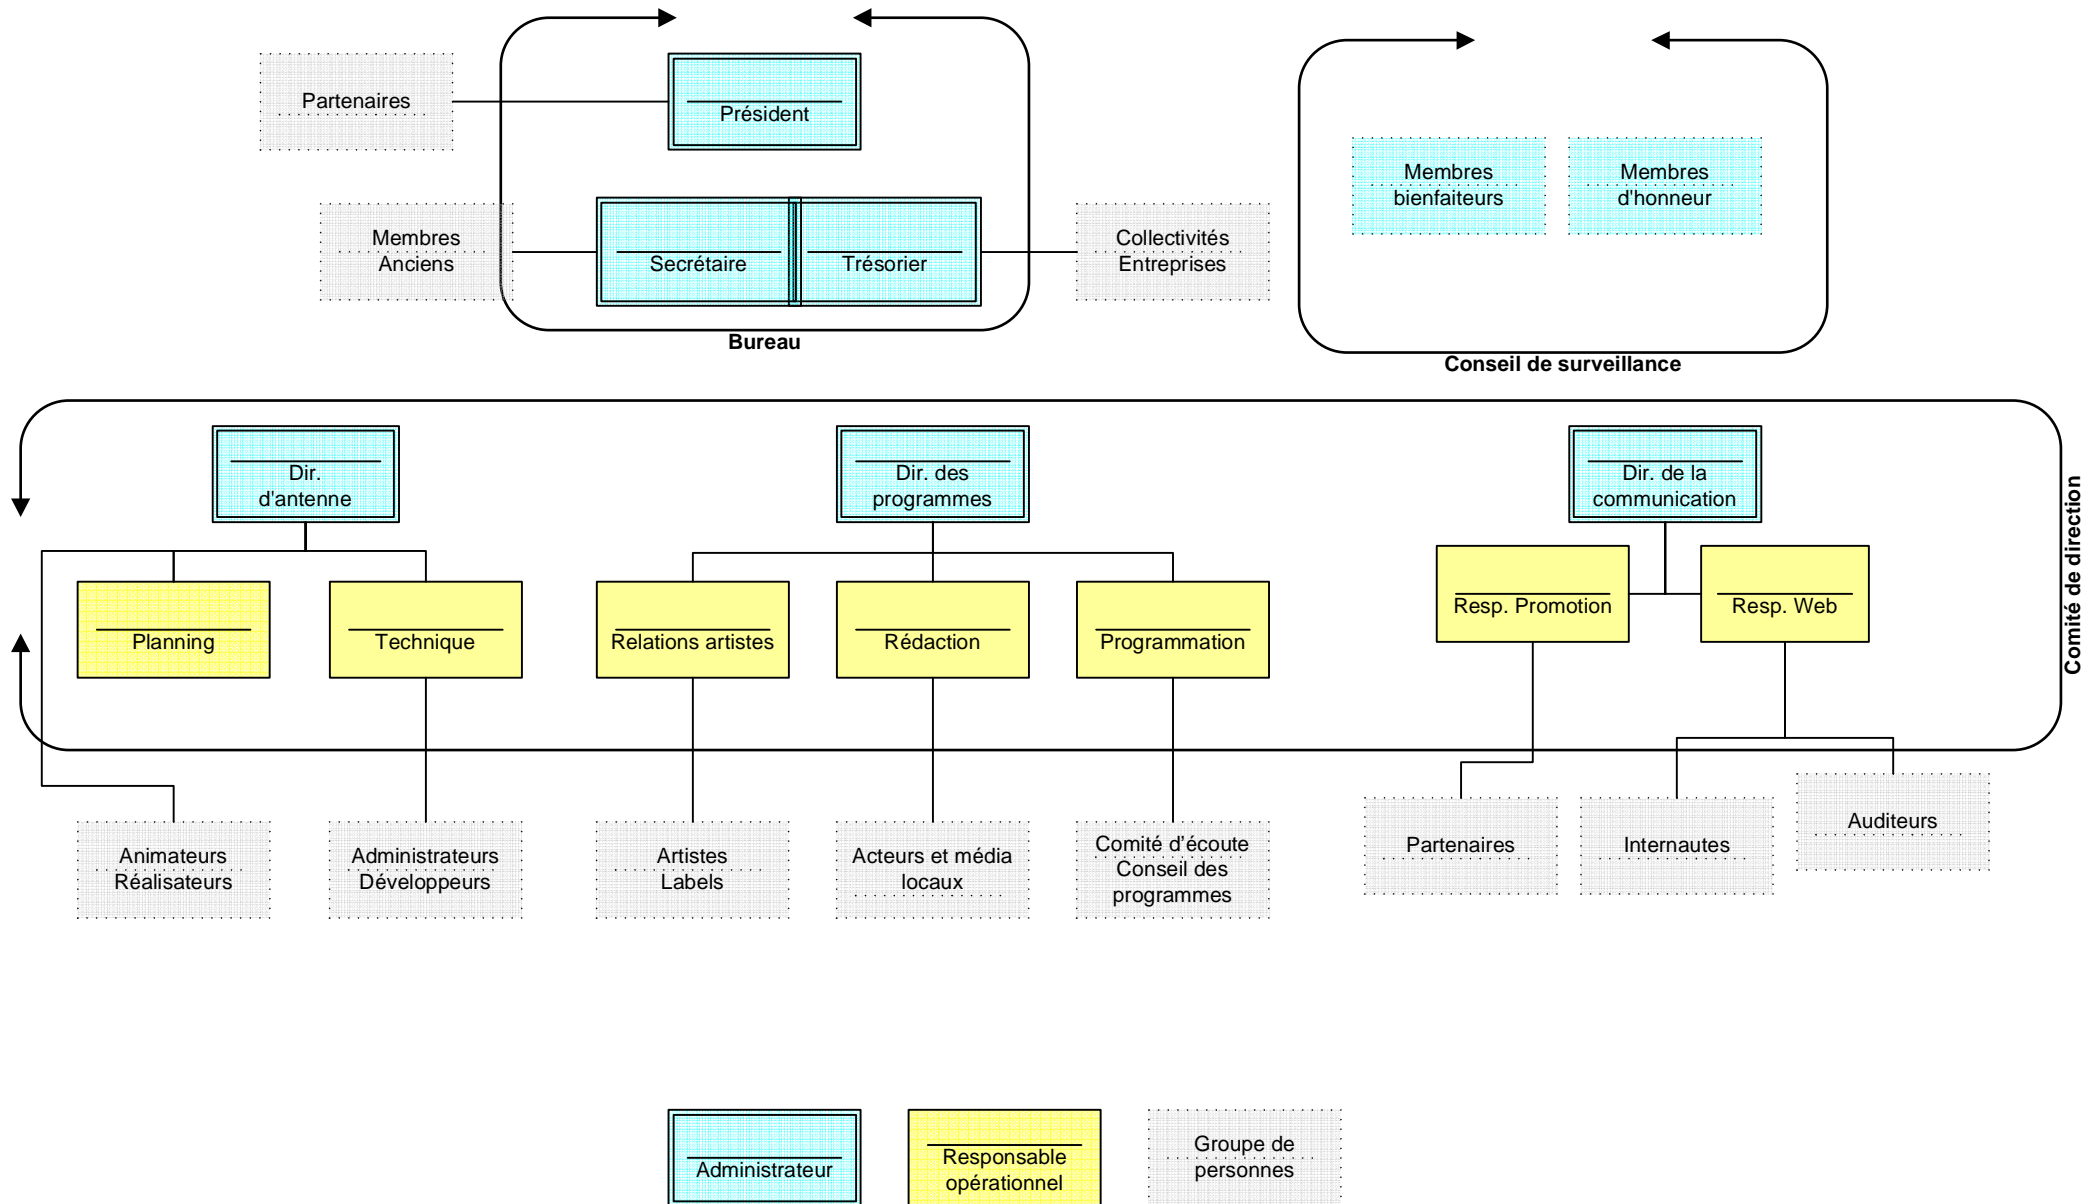 Partenaires
Président
Membres
Anciens
Secrétaire
Trésorier
Collectivités
Entreprises
Bureau
Membres
bienfaiteurs
Membres
d'honneur
Conseil de surveillance
Dir.
d'antenne
Dir. des
programmes
Dir. de la
communication
Comité de direction
Planning
Technique
Relations artistes
Rédaction
Programmation
Resp. Promotion
Resp. Web
Animateurs
Réalisateurs
Administrateurs
Développeurs
Artistes
Labels
Acteurs et média
locaux
Comité d'écoute
Conseil des
programmes
Partenaires
Internautes
Auditeurs
Administrateur
Responsable
opérationnel
Groupe de
personnes